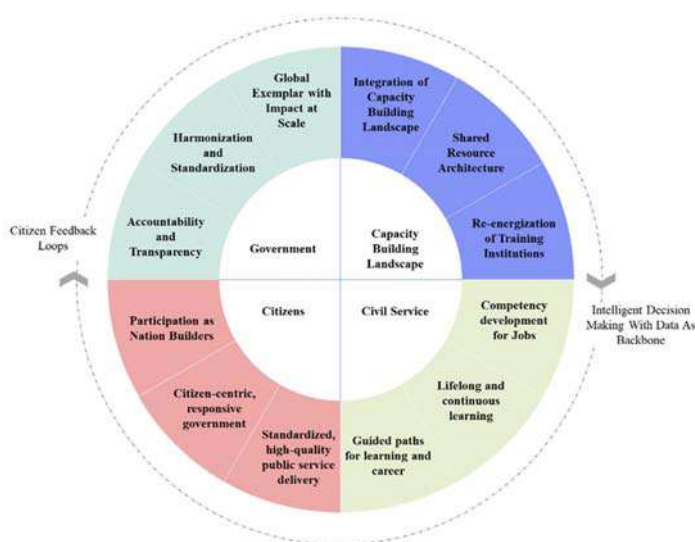 Global
Exemplar with
Impact at
Scale
Integration of
Capacity
Building
Landscape
Harmonization
and
Standardization
Shared
Resource
Architecture
Accountability
and
Transparency
Government
Capacity
Building
Landscape
Re-energization
of Training
Institutions
Citizen Feedback
Loops
Intelligent Decision
Making With Data As
Backbone
Citizens
Civil Service
Participation as
Nation Builders
Competency
development
for Jobs
Citizen-centric,
responsive
government
Lifelong and
continuous
learning
Standardized,
high-quality
public service
delivery
Guided paths
for learning and
career